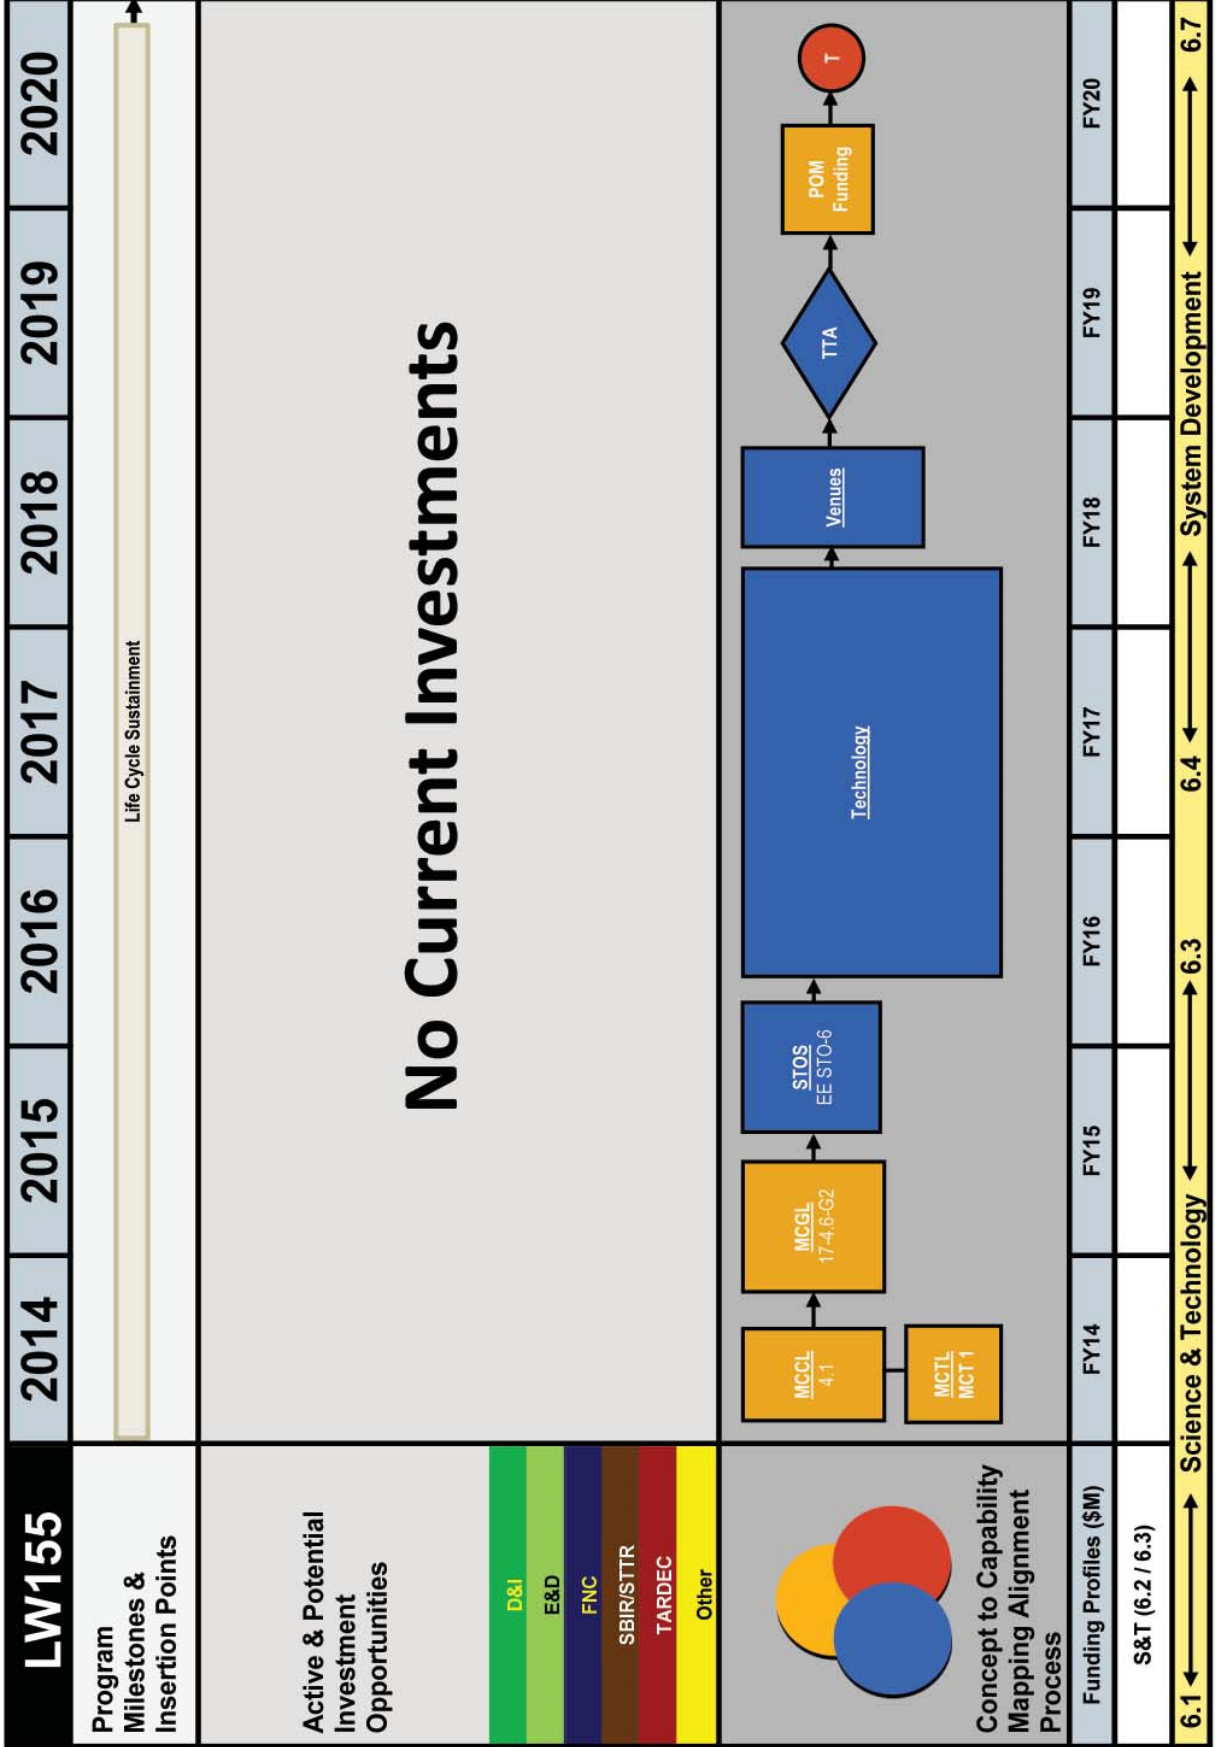 LW155
2014
2015
2016
2017
2018
2019
2020
Program
Milestones &
Insertion Points
Life Cycle Sustainment
Active & Potential
Investment
Opportunities
D&I
E&D
FNC
SBIR/STTR
TARDEC
Other
No Current Investments
Concept to Capability
Mapping Alignment
Process
MCCL
4.1
MCTL
MCT 1
MCGL
17-4.6-G2
STOS
EE STO-6
Technology
Venues
TTA
POM
Funding
T
Funding Profiles ($M)
FY14
FY15
FY16
FY17
FY18
FY19
FY20
S&T (6.2 / 6.3)
6.1
Science & Technology
6.3
6.4
System Development
6.7